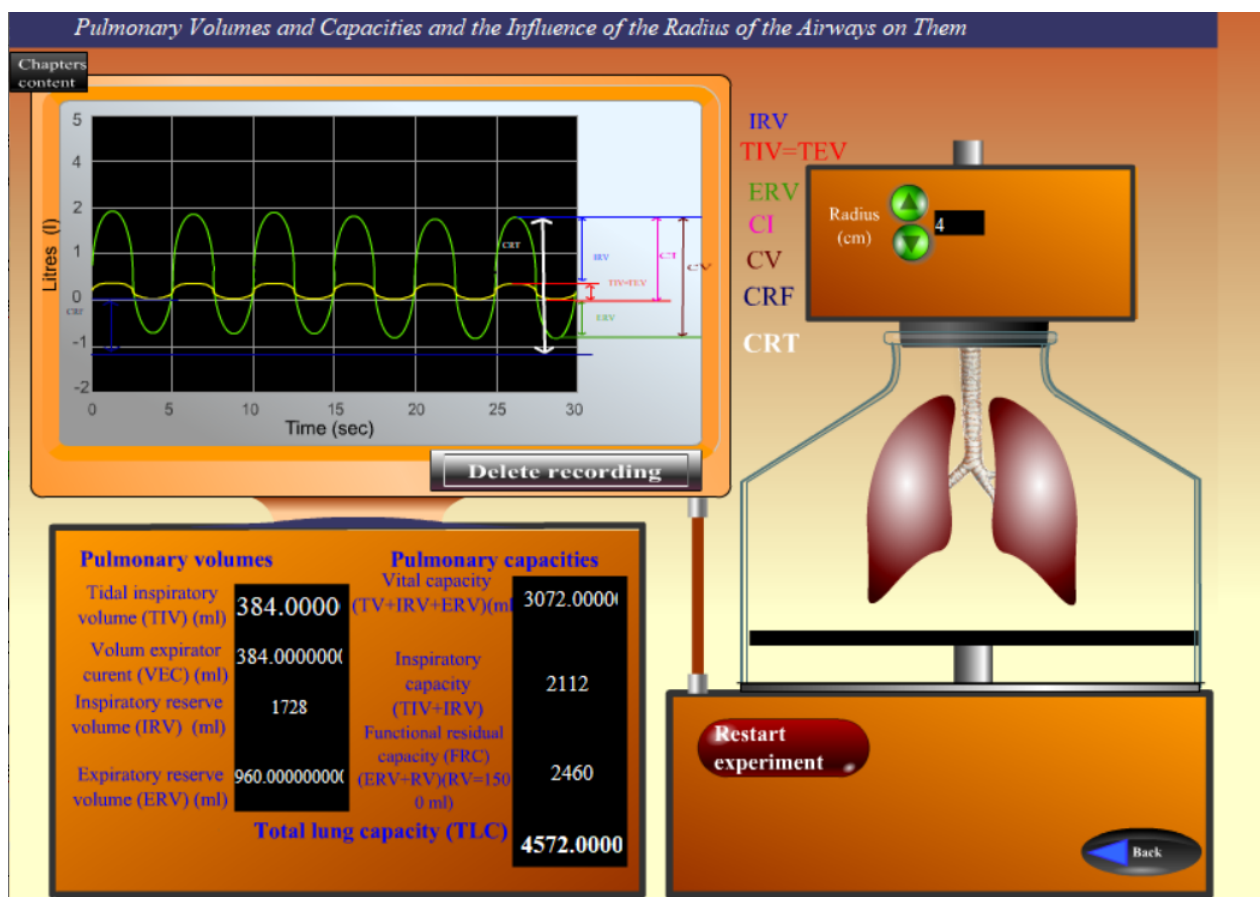 Pulmonary Volumes and Capacities and the Influence of the Radius of the Airways on Them
Chapters
content
5
4
2
1
0
-1
-2
Litres (l)
CRF
0
5
10
15
20
25
30
Time (sec)
CRT
IRV
TIV=TEV
ERV
CI
CV
Delete recording
IRV
TIV=TEV
ERV
CI
CV
CRF
CRT
Radius
(cm)
4
Pulmonary volumes
Tidal inspiratory
volume (TIV) (ml)
384.0000
Volum expirator
curent (VEC) (ml)
384.0000000
Inspiratory reserve
volume (IRV) (ml)
1728
Expiratory reserve
volume (ERV) (ml)
960.000000000
Pulmonary capacities
Vital capacity
(TV+IRV+ERV)(ml
3072.0000
Inspiratory
capacity
(TIV+IRV)
2112
Functional residual
capacity (FRC)
(ERV+RV)(RV=150
0 ml)
2460
Total lung capacity (TLC)
4572.0000
Restart
experiment
Back